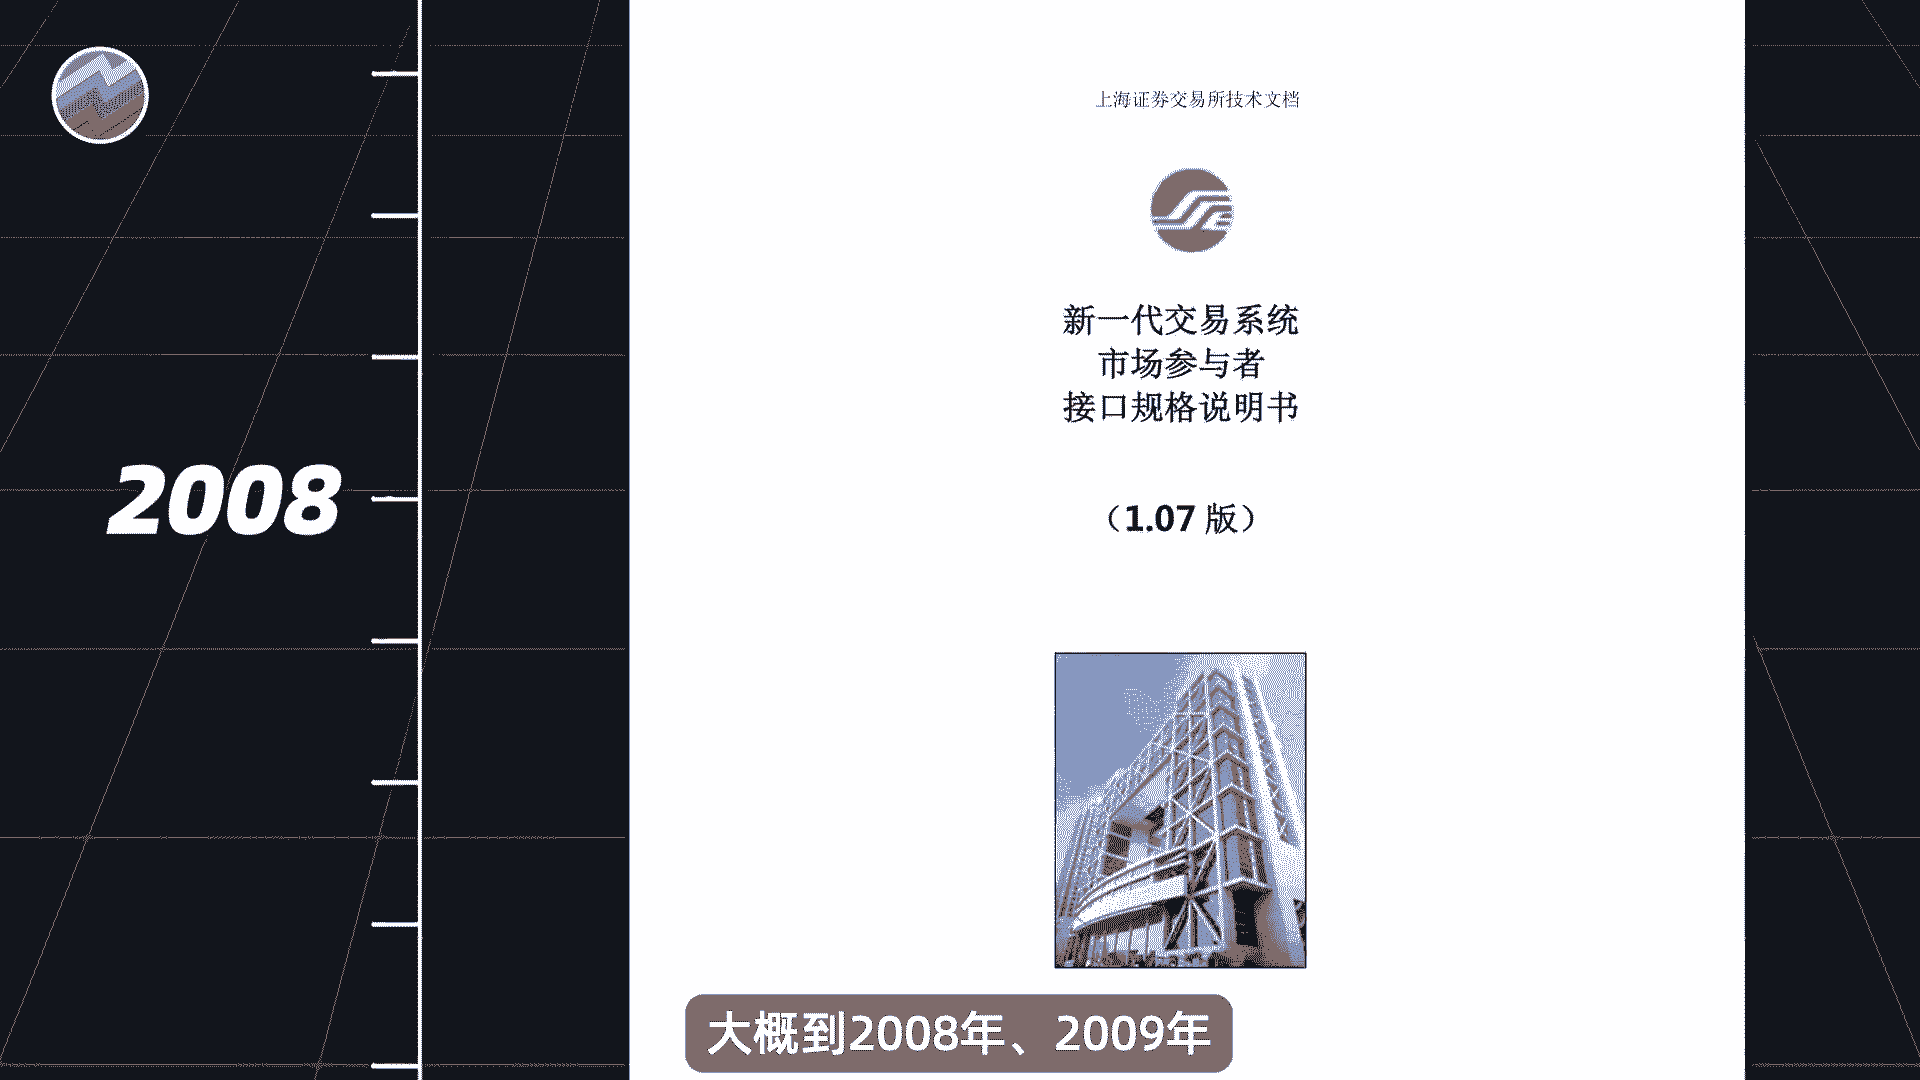 上海证券交易所技术文档
新一代交易系统
市场参与者
接口规格说明书
（1.07 版）
2008
大概到2008年、2009年